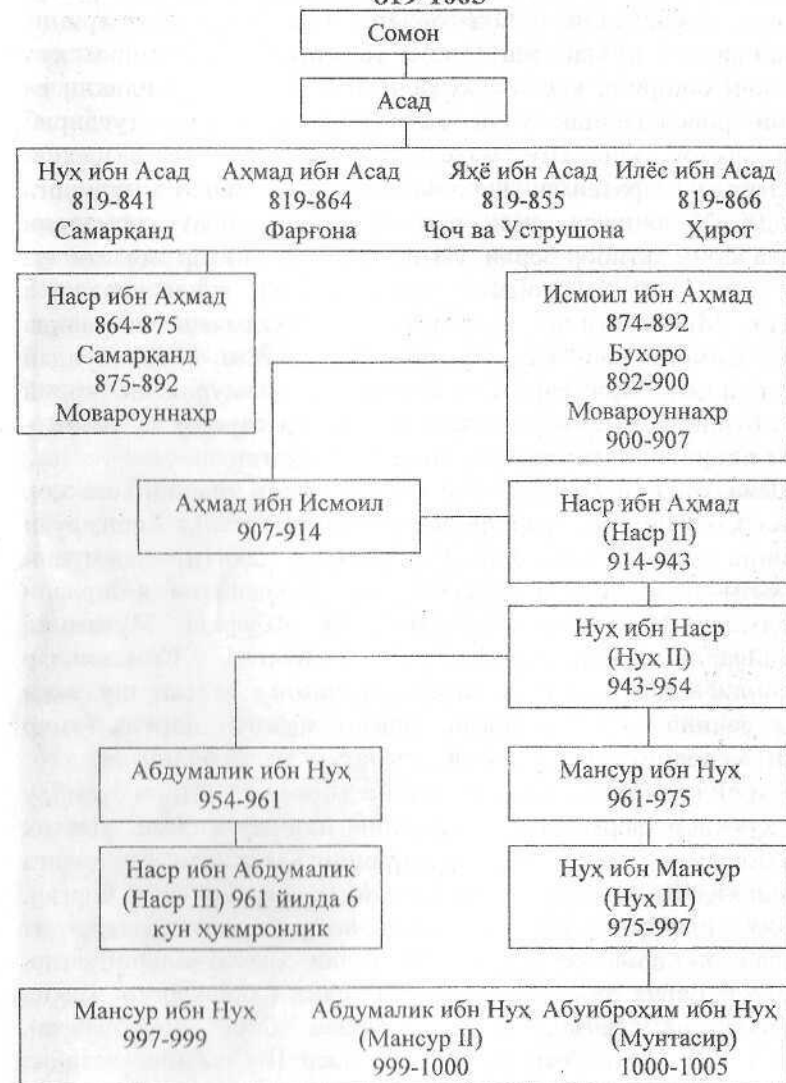 819-1005
Сомон
Асад
Нуҳ ибн Асад Аҳмад ибн Асад Яҳё ибн Асад Илёс ибн Асад
819-841 819-864 819-855 819-866
Самарқанд Фарғона Чоч ва Уструшона Ҳирот
Наср ибн Аҳмад
864-875
Самарқанд
875-892
Мовароуннаҳр
Исмоил ибн Аҳмад
874-892
Бухоро
892-900
Мовароуннаҳр
900-907
Аҳмад ибн Исмоил
907-914
Наср ибн Аҳмад
(Наср II)
914-943
Нуҳ ибн Наср
(Нуҳ II)
943-954
Абдумалик ибн Нуҳ
954-961
Мансур ибн Нуҳ
961-975
Наср ибн Абдумалик
(Наср III) 961 йилда 6
кун ҳукмронлик
Нуҳ ибн Мансур
(Нуҳ III)
975-997
Мансур ибн Нуҳ
997-999
Абдумалик ибн Нуҳ
(Мансур II)
999-1000
Абуиброҳим ибн Нуҳ
(Мунтасир)
1000-1005